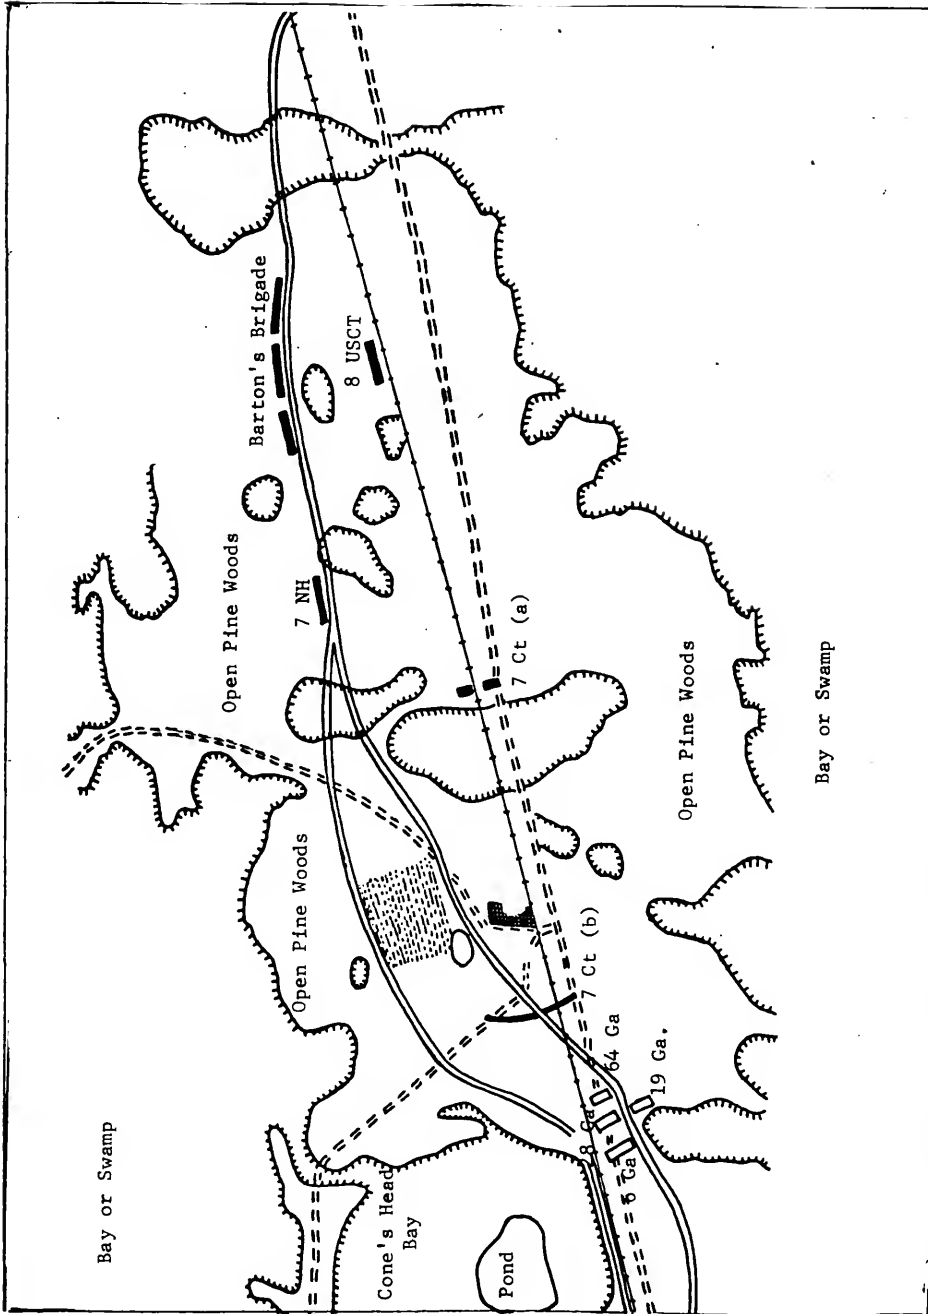 Bay or Swamp
Open Pine Woods
Barton's Brigade
Open Pine Woods
7 NH
8 USCT
Cone's Head
Bay
Pond
7 Ct (a)
7 Ct (b)
8 Ga
64 Ga
6 Ga
19 Ga.
Open Pine Woods
Bay or Swamp